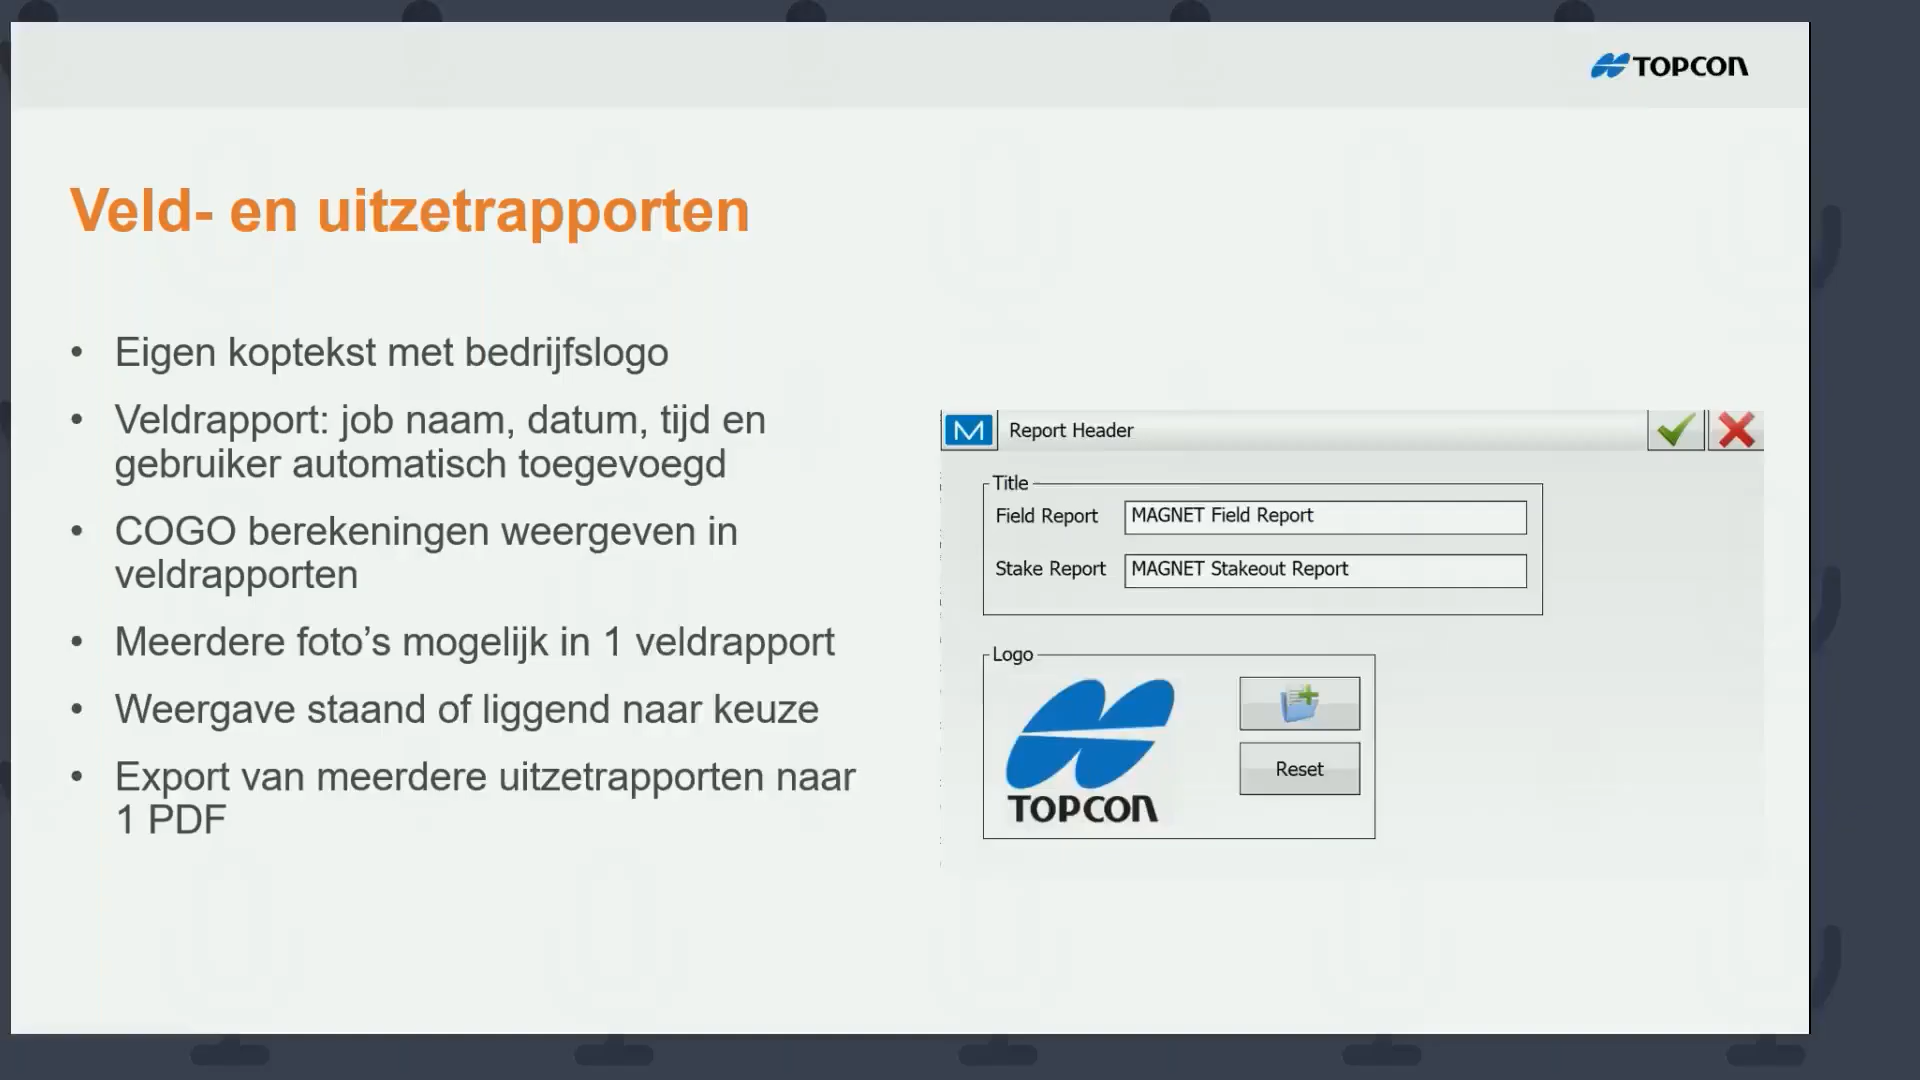 TOPCON
Veld- en uitzetrapporten
• Eigen koptekst met bedrijfslogo
• Veldrapport: job naam, datum, tijd en
gebruiker automatisch toegevoegd
• COGO berekeningen weergeven in
veldrapporten
• Meerdere foto’s mogelijk in 1 veldrapport
• Weergave staand of liggend naar keuze
• Export van meerdere uitzetrapporten naar
1 PDF
M Report Header
Title
Field Report MAGNET Field Report
Stake Report MAGNET Stakeout Report
Logo
TOPCON
Reset